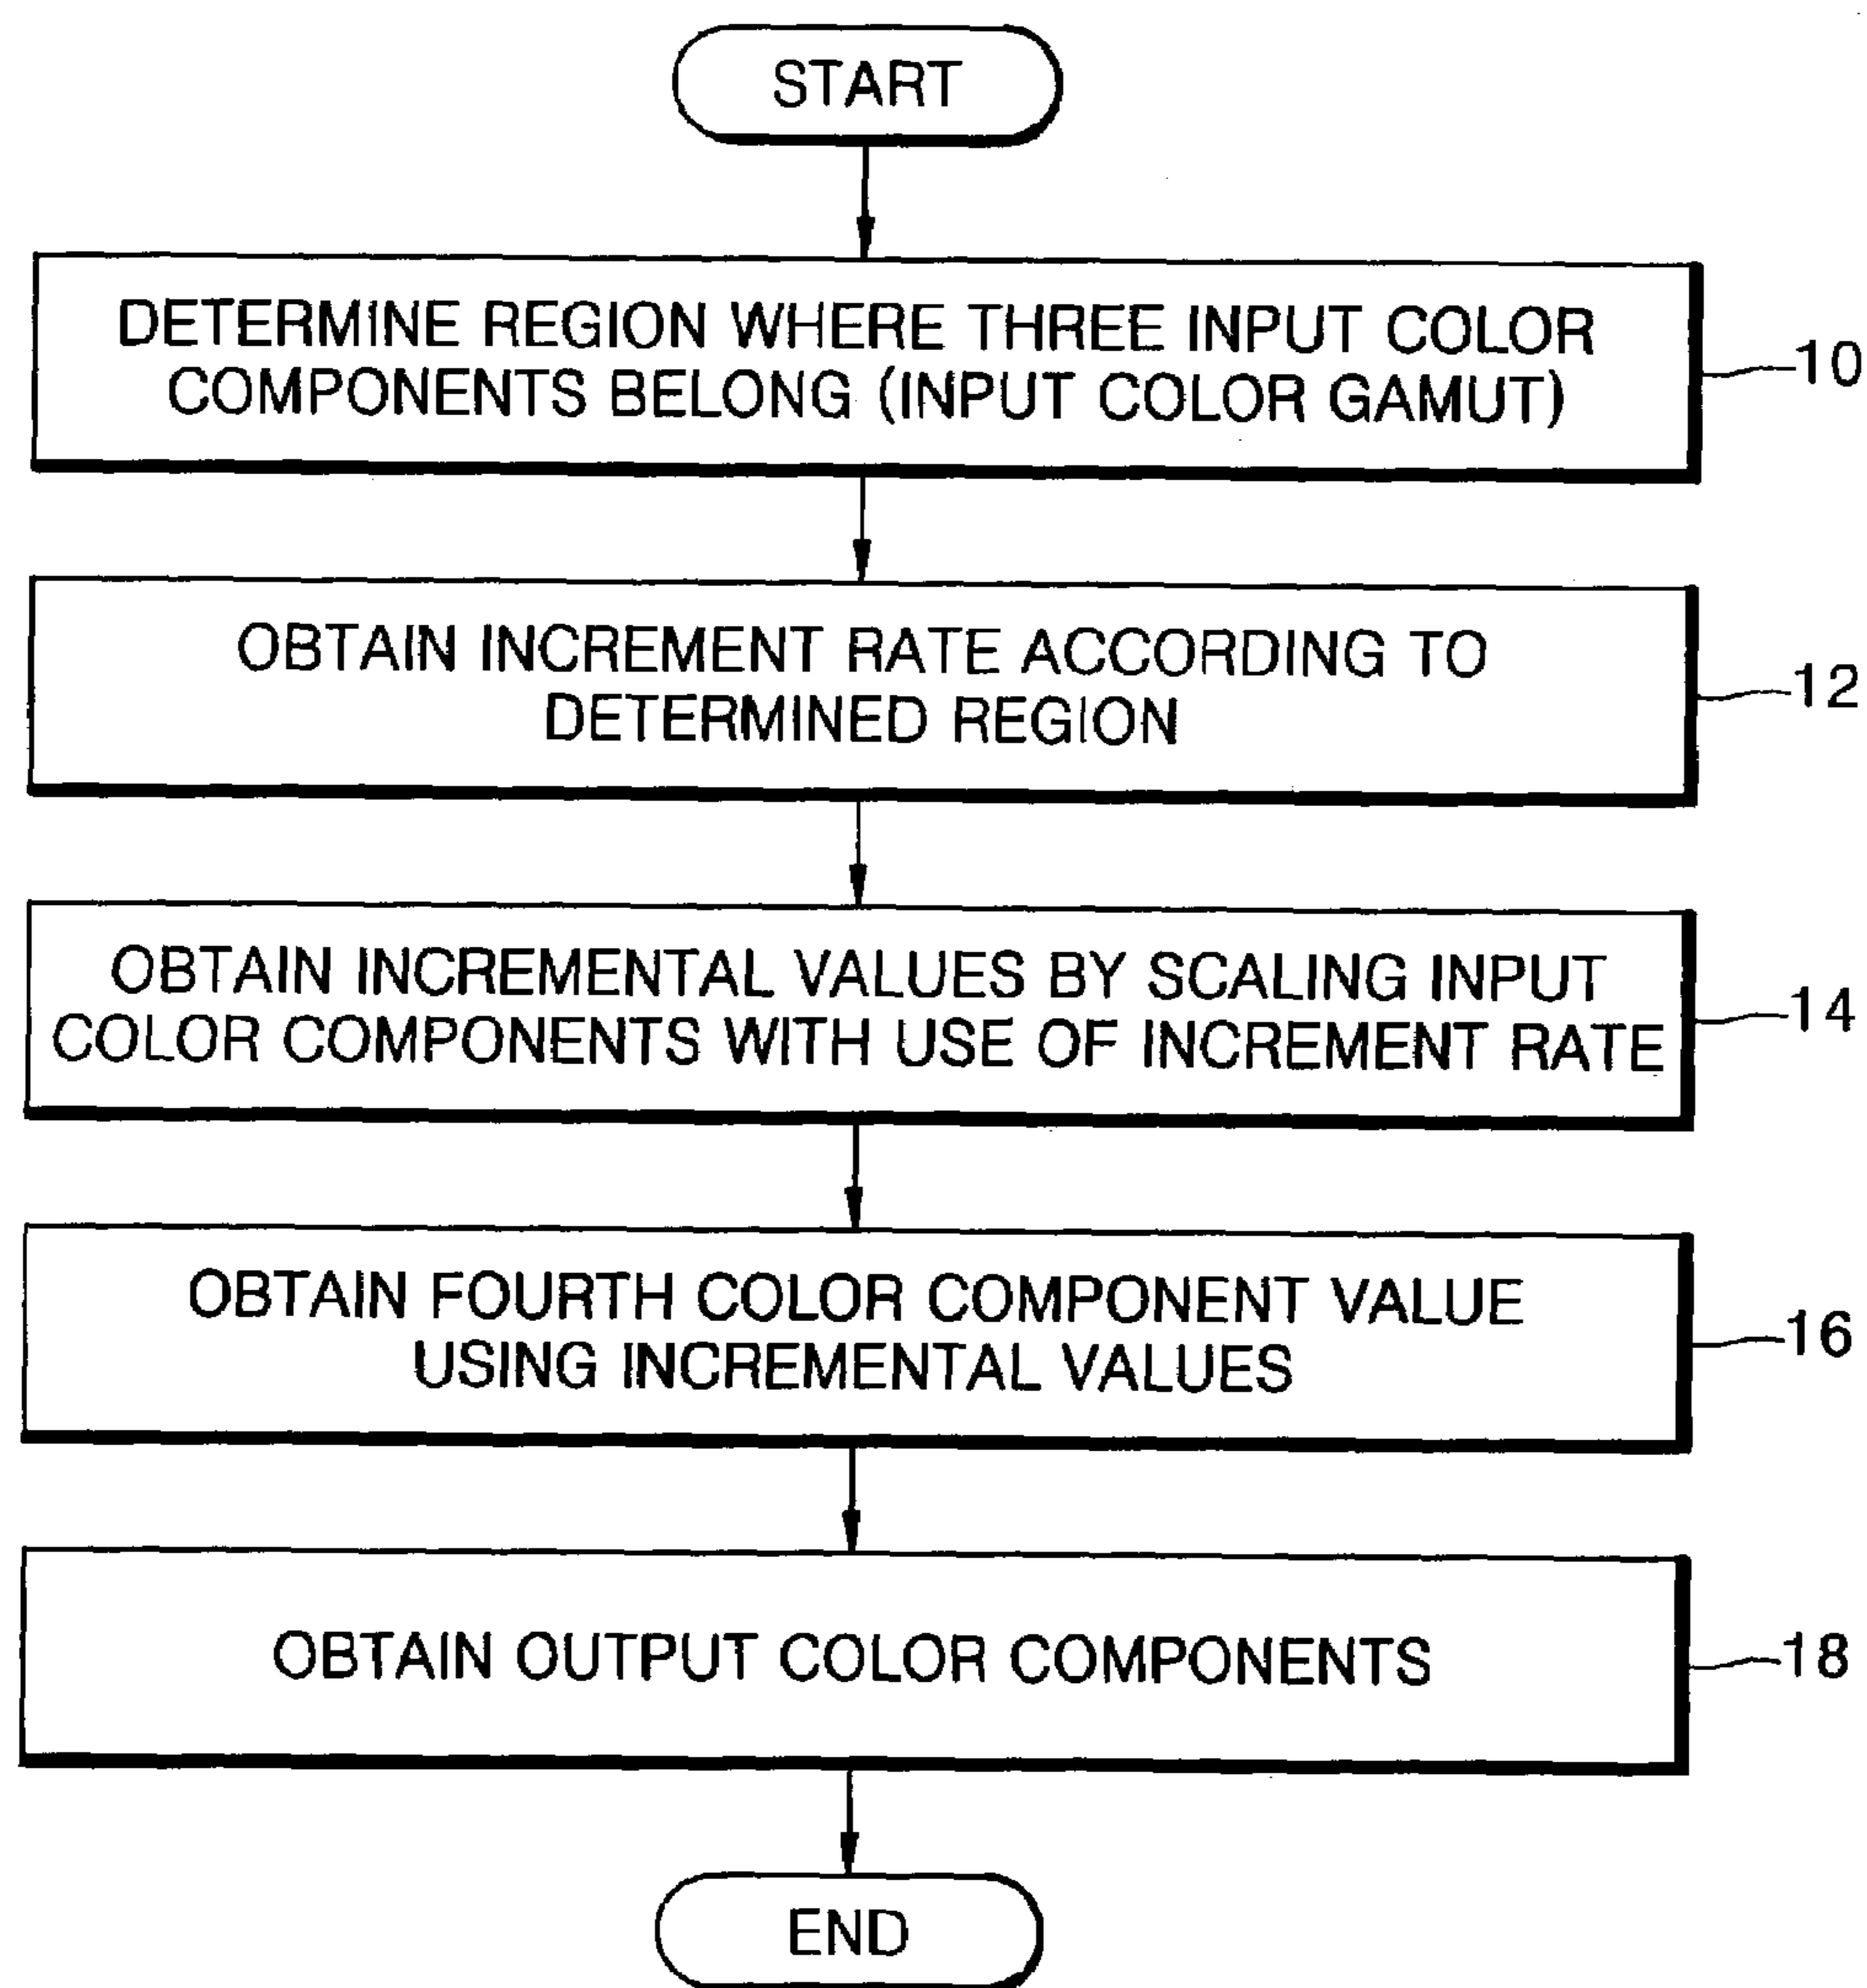 START
DETERMINE REGION WHERE THREE INPUT COLOR
COMPONENTS BELONG (INPUT COLOR GAMUT)
10
OBTAIN INCREMENT RATE ACCORDING TO
DETERMINED REGION
12
OBTAIN INCREMENTAL VALUES BY SCALING INPUT
COLOR COMPONENTS WITH USE OF INCREMENT RATE
14
OBTAIN FOURTH COLOR COMPONENT VALUE
USING INCREMENTAL VALUES
16
OBTAIN OUTPUT COLOR COMPONENTS
18
END